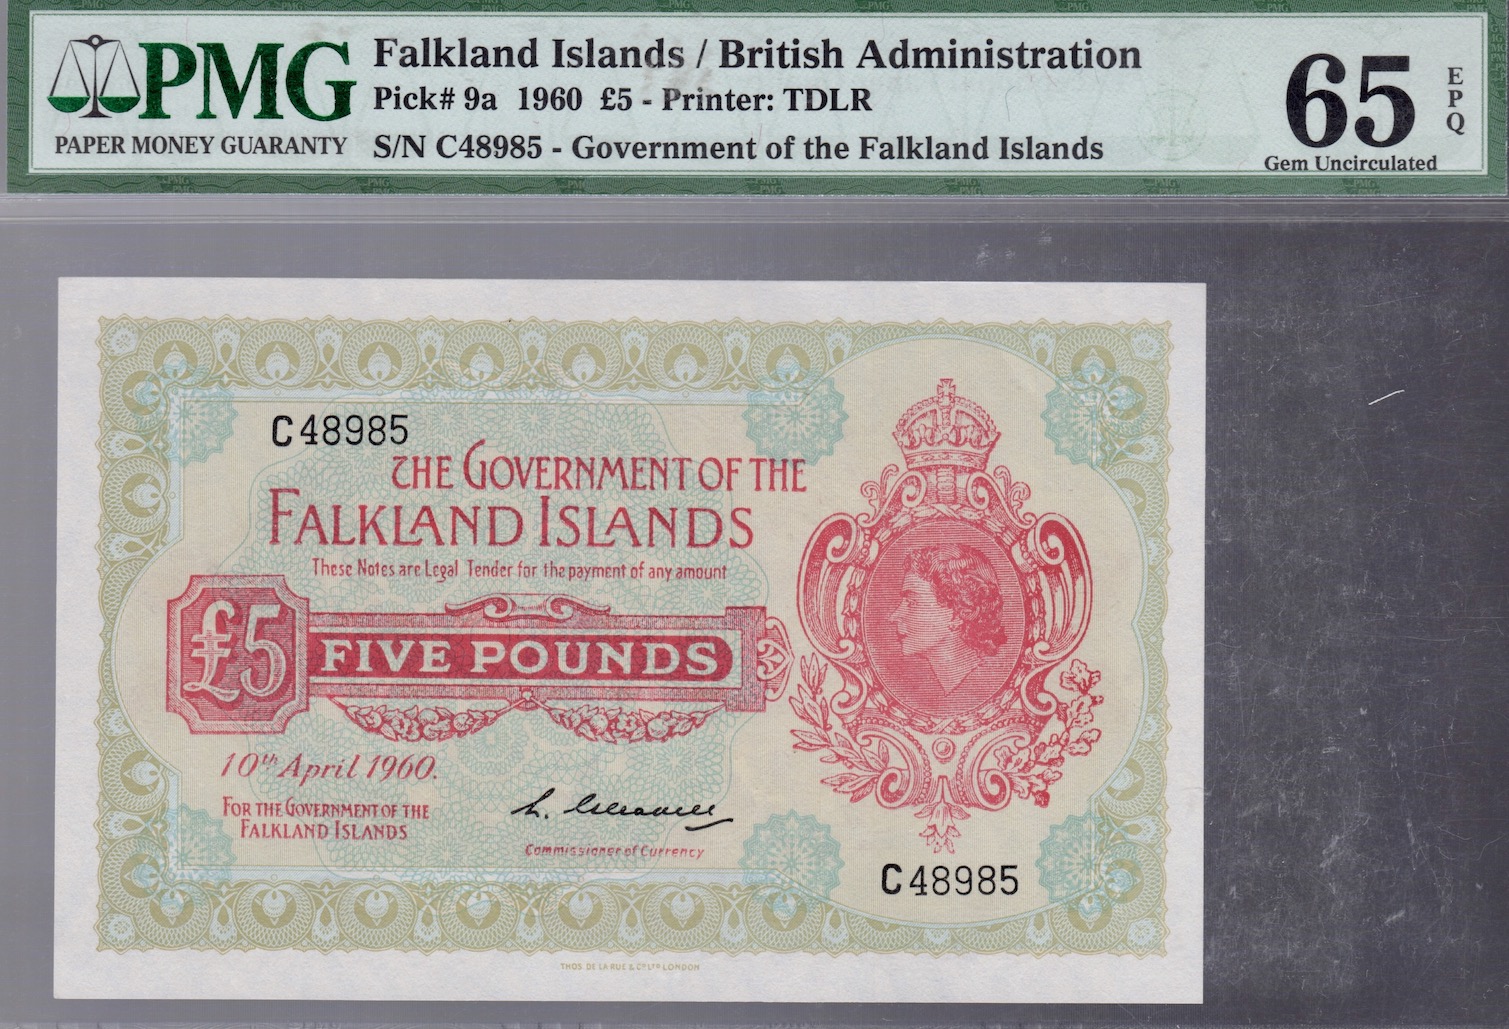 PMG
PAPER MONEY GUARANTY
Falkland Islands / British Administration
Pick# 9a 1960 £5 - Printer: TDLR
S/N C48985 - Government of the Falkland Islands
65
EPQ
Gem Uncirculated
C48985
THE GOVERNMENT OF THE
FALKLAND ISLANDS
These Notes are Legal Tender for the payment of any amount
£5
FIVE POUNDS
10th April 1960.
FOR THE GOVERNMENT OF THE
FALKLAND ISLANDS
Commissioner of Currency
C48985
THOS. DE LA RUE & CO LTD LONDON